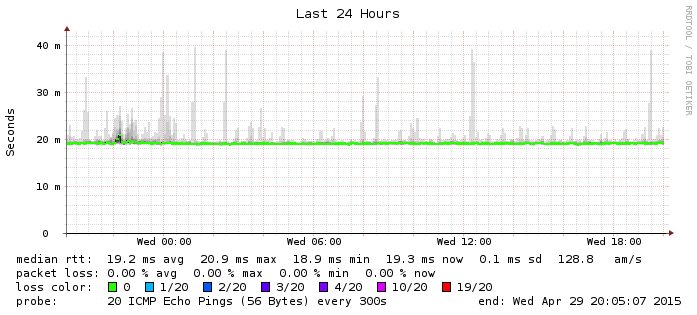 Last 24 Hours
RRDTOOL / TOBI OETIKER
Seconds
40 m
30 m
20 m
10 m
0
Wed 00:00 Wed 06:00 Wed 12:00 Wed 18:00
median rtt: 19.2 ms avg 20.9 ms max 18.9 ms min 19.3 ms now 0.1 ms sd 128.8 am/s
packet loss: 0.00 % avg 0.00 % max 0.00 % min 0.00 % now
loss color: 0 1/20 2/20 3/20 4/20 10/20 19/20
probe: 20 ICMP Echo Pings (56 Bytes) every 300s end: Wed Apr 29 20:05:07 2015